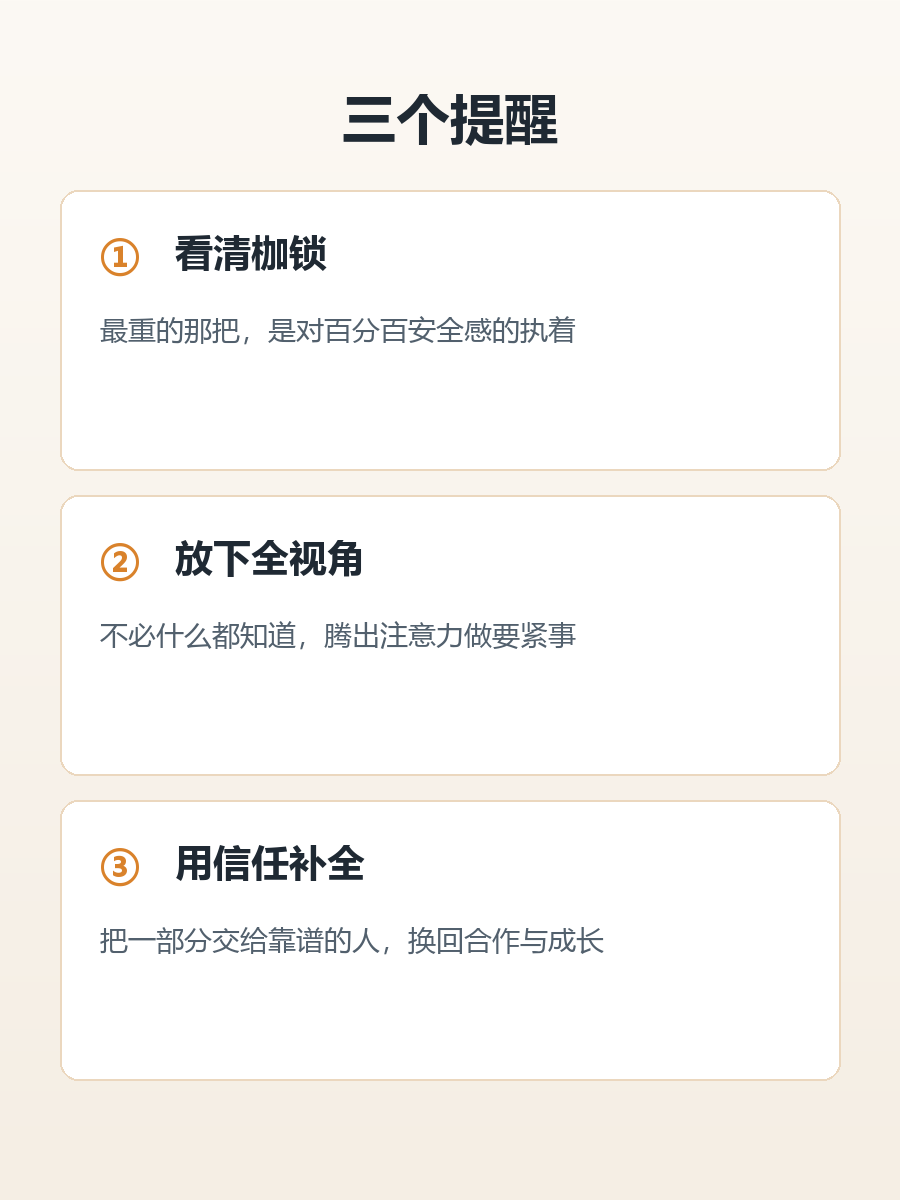 三个提醒
① 看清枷锁
最重的那把，是对百分百安全感的执着
② 放下全视角
不必什么都知道，腾出注意力做要紧事
③ 用信任补全
把一部分交给靠谱的人，换回合作与成长